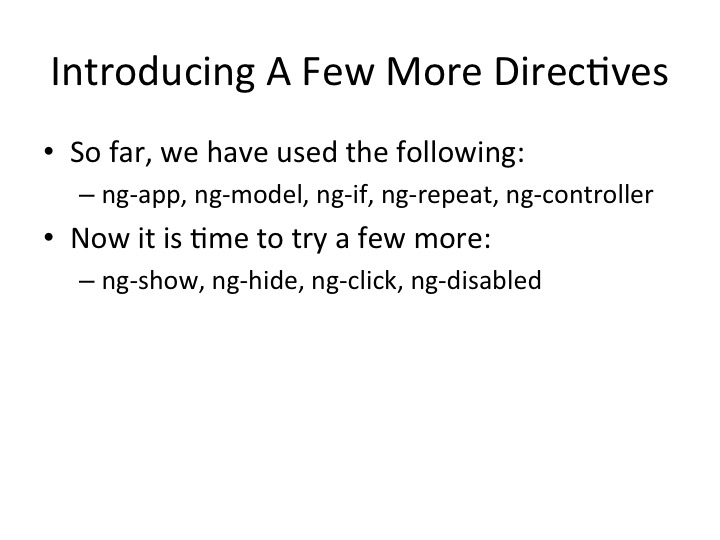 Introducing A Few More Directives
• So far, we have used the following:
– ng-app, ng-model, ng-if, ng-repeat, ng-controller
• Now it is time to try a few more:
– ng-show, ng-hide, ng-click, ng-disabled